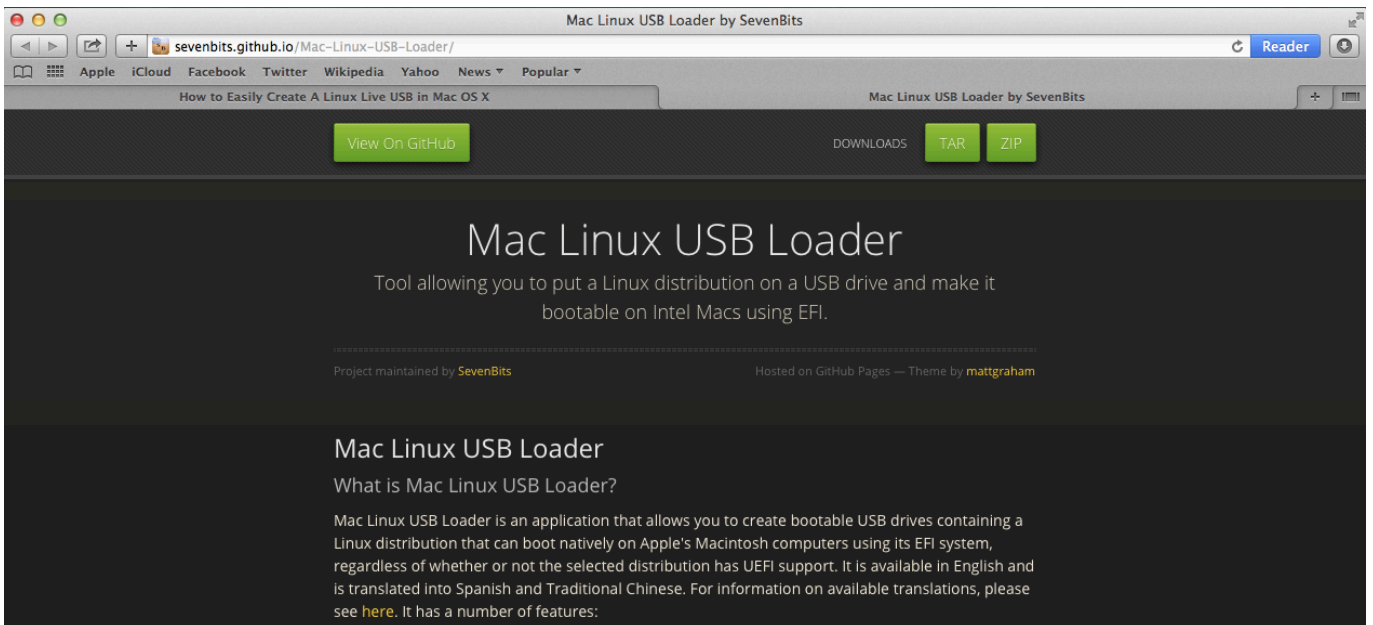 Mac Linux USB Loader by SevenBits
sevenbits.github.io/Mac-Linux-USB-Loader/
Reader
Apple iCloud Facebook Twitter Wikipedia Yahoo News Popular
How to Easily Create A Linux Live USB in Mac OS X
Mac Linux USB Loader by SevenBits
View On GitHub
DOWNLOADS TAR ZIP
Mac Linux USB Loader
Tool allowing you to put a Linux distribution on a USB drive and make it
bootable on Intel Macs using EFI.
Project maintained by SevenBits
Hosted on GitHub Pages — Theme by mattgraham
Mac Linux USB Loader
What is Mac Linux USB Loader?
Mac Linux USB Loader is an application that allows you to create bootable USB drives containing a
Linux distribution that can boot natively on Apple's Macintosh computers using its EFI system,
regardless of whether or not the selected distribution has UEFI support. It is available in English and
is translated into Spanish and Traditional Chinese. For information on available translations, please
see here. It has a number of features: